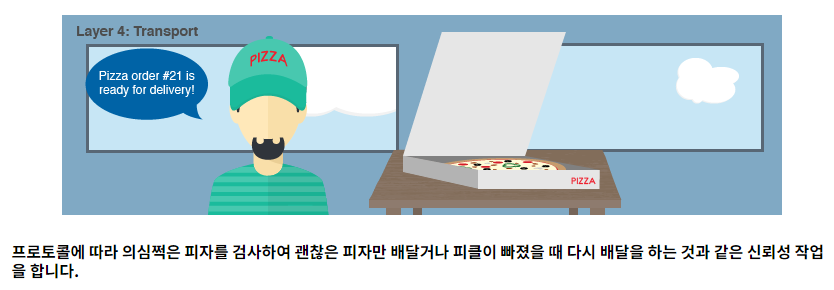 Layer 4: Transport
Pizza order #21 is
ready for delivery!
PIZZA
PIZZA
프로토콜에 따라 의심쩍은 피자를 검사하여 괜찮은 피자만 배달거나 피클이 빠졌을 때 다시 배달을 하는 것과 같은 신뢰성 작업
을 합니다.